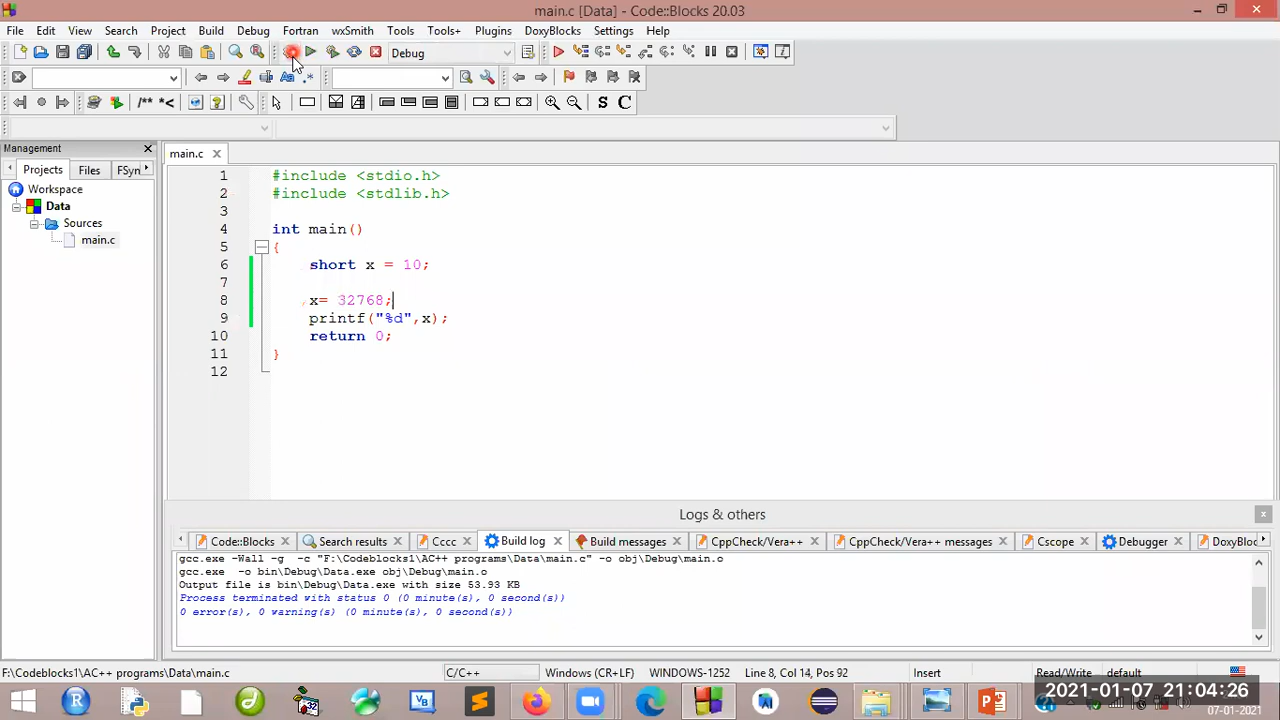 main.c [Data] - Code::Blocks 20.03
File Edit View Search Project Build Debug Fortran wxSmith Tools Tools+ Plugins DoxyBlocks Settings Help
Debug
/** *<
S C
Management
main.c
Projects Files FSyn
Workspace
Data
Sources
main.c
1 #include <stdio.h>
2 #include <stdlib.h>
3
4 int main()
5 {
6 short x = 10;
7
8 x= 32768;
9 printf("%d",x);
10 return 0;
11 }
12
Logs & others
Code::Blocks Search results Cccc Build log Build messages CppCheck/Vera++ CppCheck/Vera++ messages Cscope Debugger DoxyBlo
gcc.exe -Wall -g -c "F:\Codeblocks1\AC++ programs\Data\main.c" -o obj\Debug\main.o
gcc.exe -o bin\Debug\Data.exe obj\Debug\main.o
Output file is bin\Debug\Data.exe with size 53.93 KB
Process terminated with status 0 (0 minute(s), 0 second(s))
0 error(s), 0 warning(s) (0 minute(s), 0 second(s))
F:\Codeblocks1\AC++ programs\Data\main.c C/C++ Windows (CR+LF) WINDOWS-1252 Line 8, Col 14, Pos 92 Insert Read/Write default
2021-01-07 21:04:26
07-01-2021